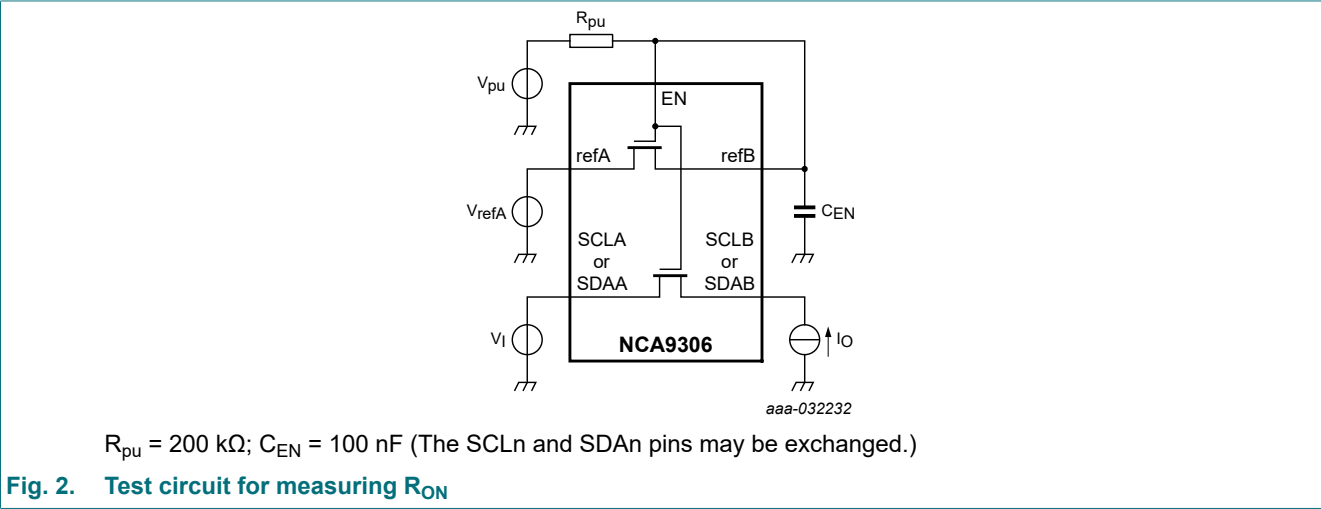 Rpu
Vpu
EN
refA
refB
VrefA
CEN
SCLA
or
SDAA
SCLB
or
SDAB
VI
NCA9306
IO
aaa-032232
Rpu = 200 kΩ; CEN = 100 nF (The SCLn and SDAn pins may be exchanged.)
Fig. 2. Test circuit for measuring RON